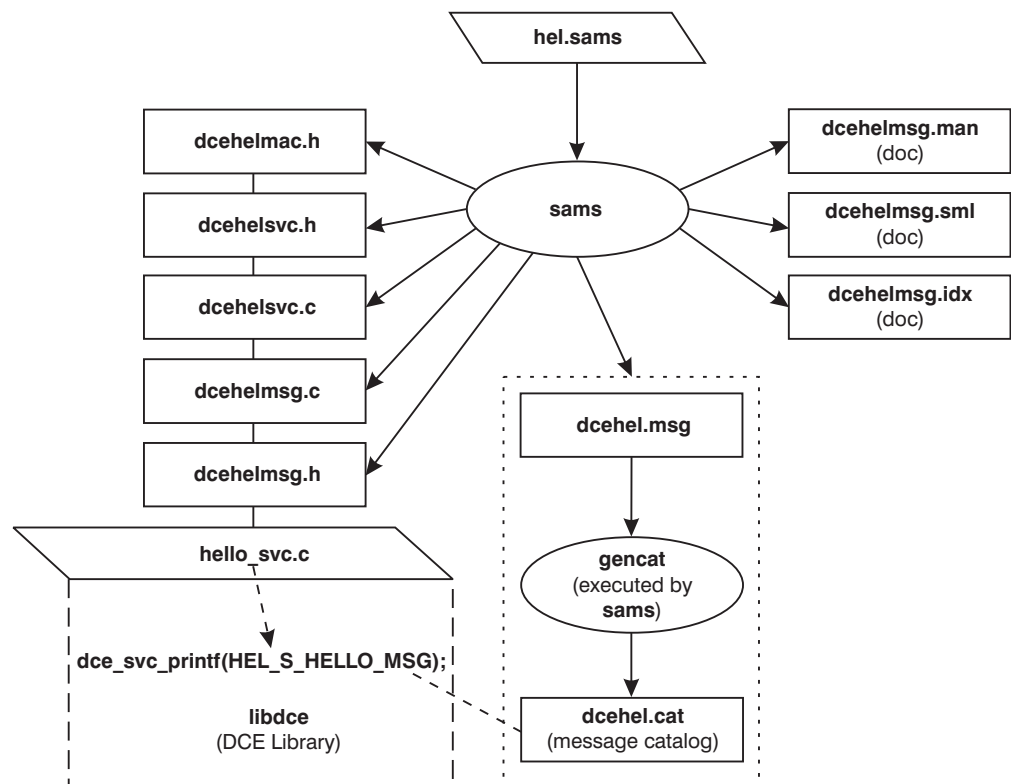 hel.sams
sams
dcehelmac.h
dcehelsvc.h
dcehelsvc.c
dcehelmsg.c
dcehelmsg.h
hello_svc.c
dce_svc_printf(HEL_S_HELLO_MSG);
libdce
(DCE Library)
dcehelmsg.man
(doc)
dcehelmsg.sml
(doc)
dcehelmsg.idx
(doc)
dcehel.msg
gencat
(executed by
sams)
dcehel.cat
(message catalog)